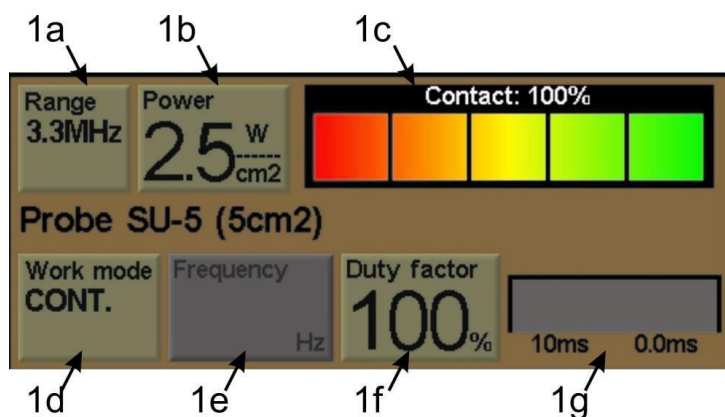 1a 1b 1c
Range
3.3MHz
Power
2.5 W
cm2
Contact: 100%
Probe SU-5 (5cm2)
Work mode
CONT.
Frequency
Hz
Duty factor
100%
10ms 0.0ms
1d 1e 1f 1g